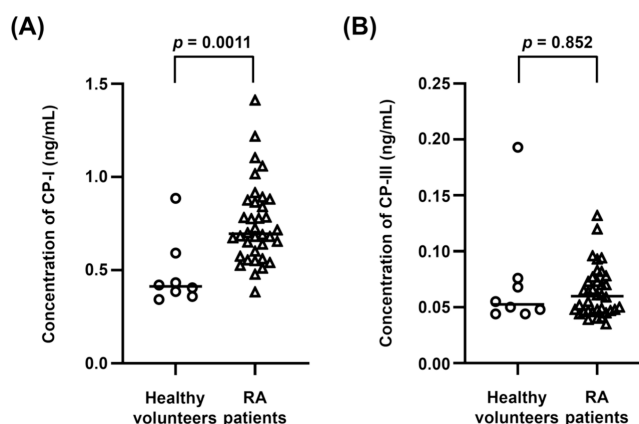 (A)
p = 0.0011
Concentration of CP-I (ng/mL)
1.5
1.0
0.5
0.0
Healthy volunteers
RA patients
(B)
p = 0.852
Concentration of CP-III (ng/mL)
0.25
0.20
0.15
0.10
0.05
0.00
Healthy volunteers
RA patients